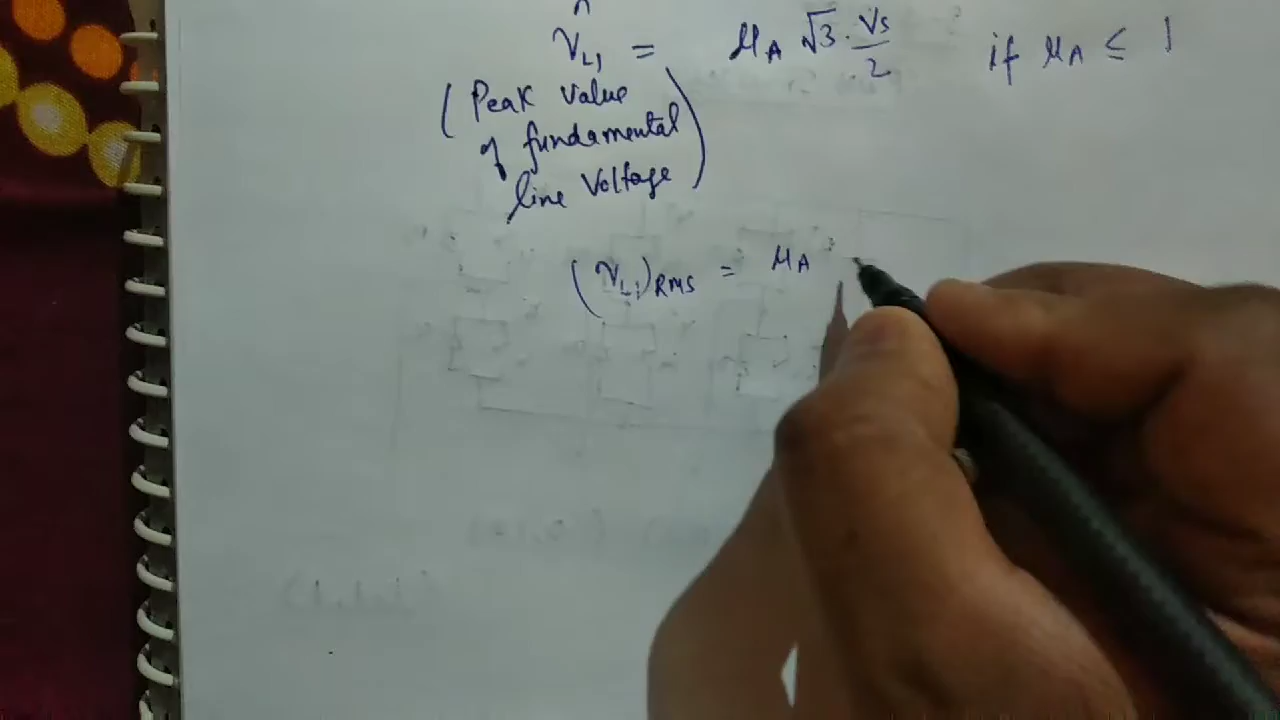 v̂L1 = μA √3 · Vs/2 if μA ≤ 1
(Peak value
of fundamental
line voltage)
(vL1)RMS = μA